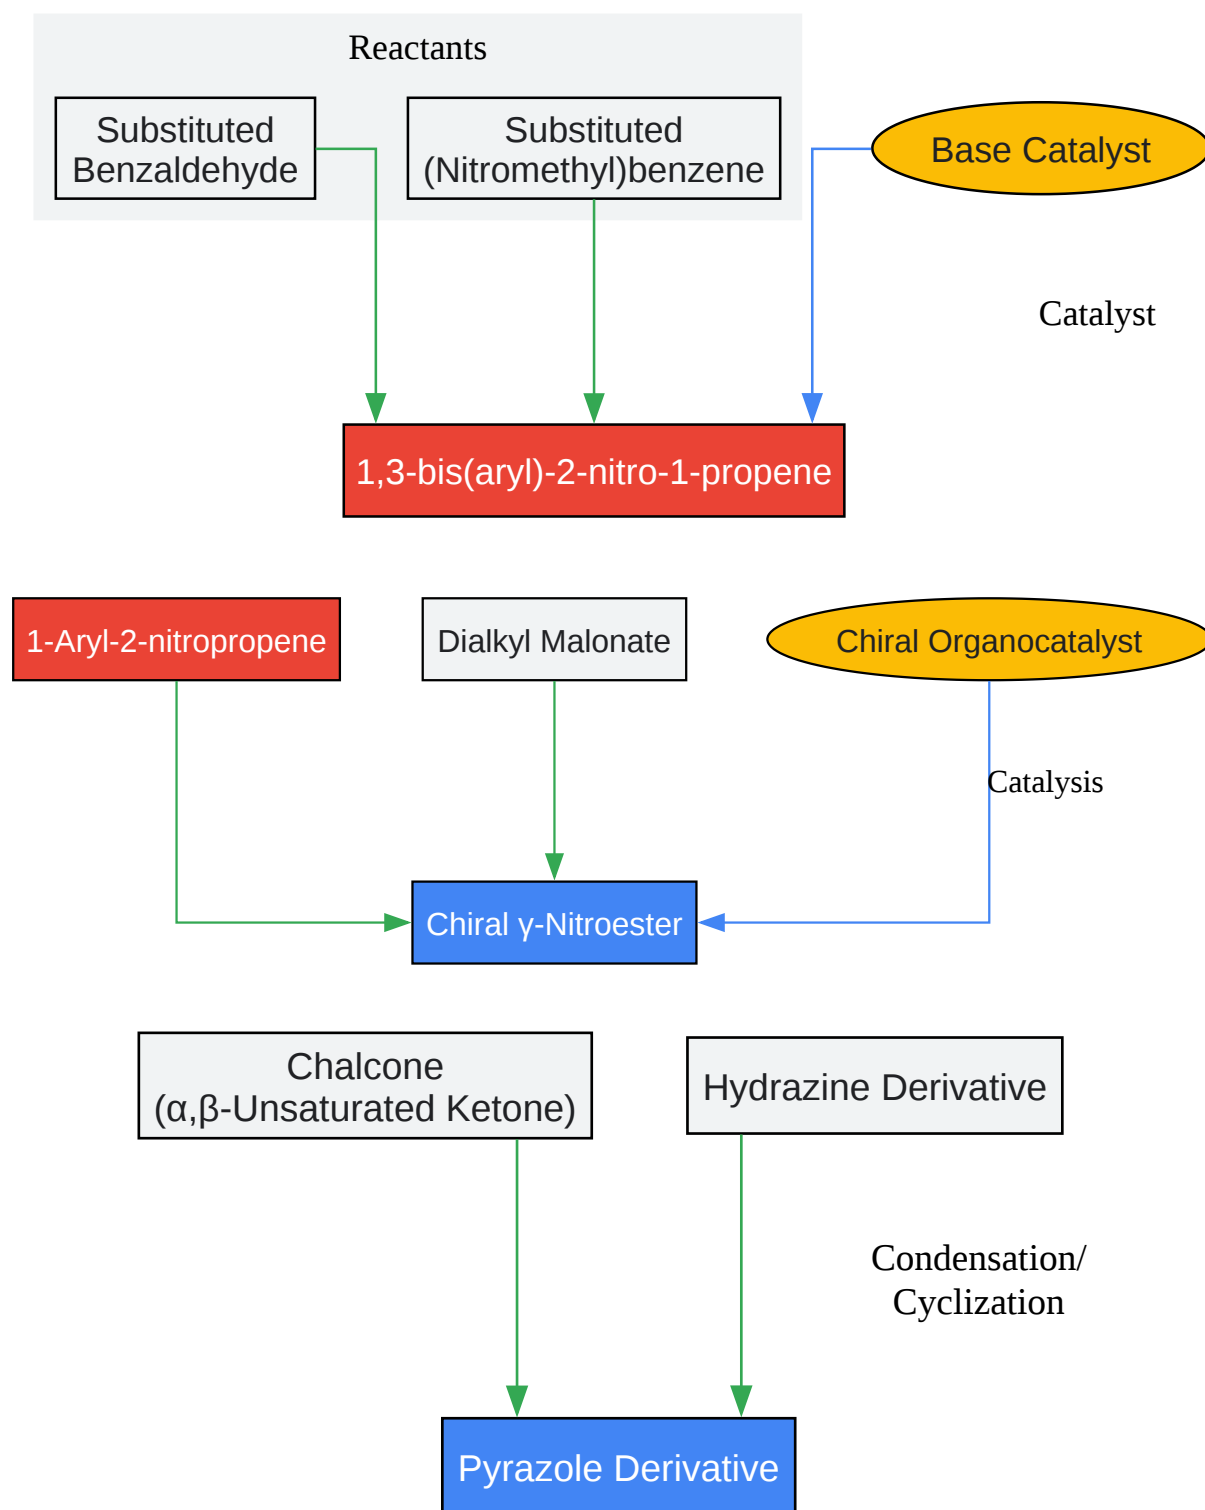 Reactants
Substituted
Benzaldehyde
Substituted
(Nitromethyl)benzene
Base Catalyst
Catalyst
1,3-bis(aryl)-2-nitro-1-propene
1-Aryl-2-nitropropene
Dialkyl Malonate
Chiral Organocatalyst
Catalysis
Chiral γ-Nitroester
Chalcone
(α,β-Unsaturated Ketone)
Hydrazine Derivative
Condensation/
Cyclization
Pyrazole Derivative